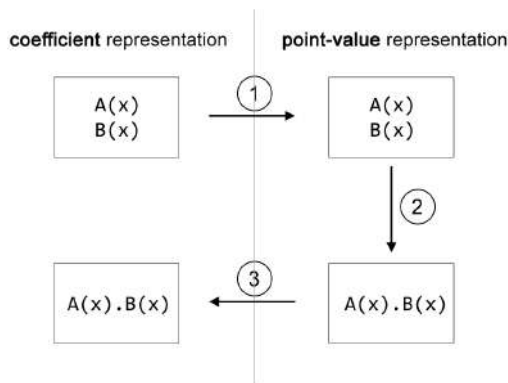 coefficient representation
point-value representation
A(x)
B(x)
1
A(x)
B(x)
2
A(x).B(x)
3
A(x).B(x)